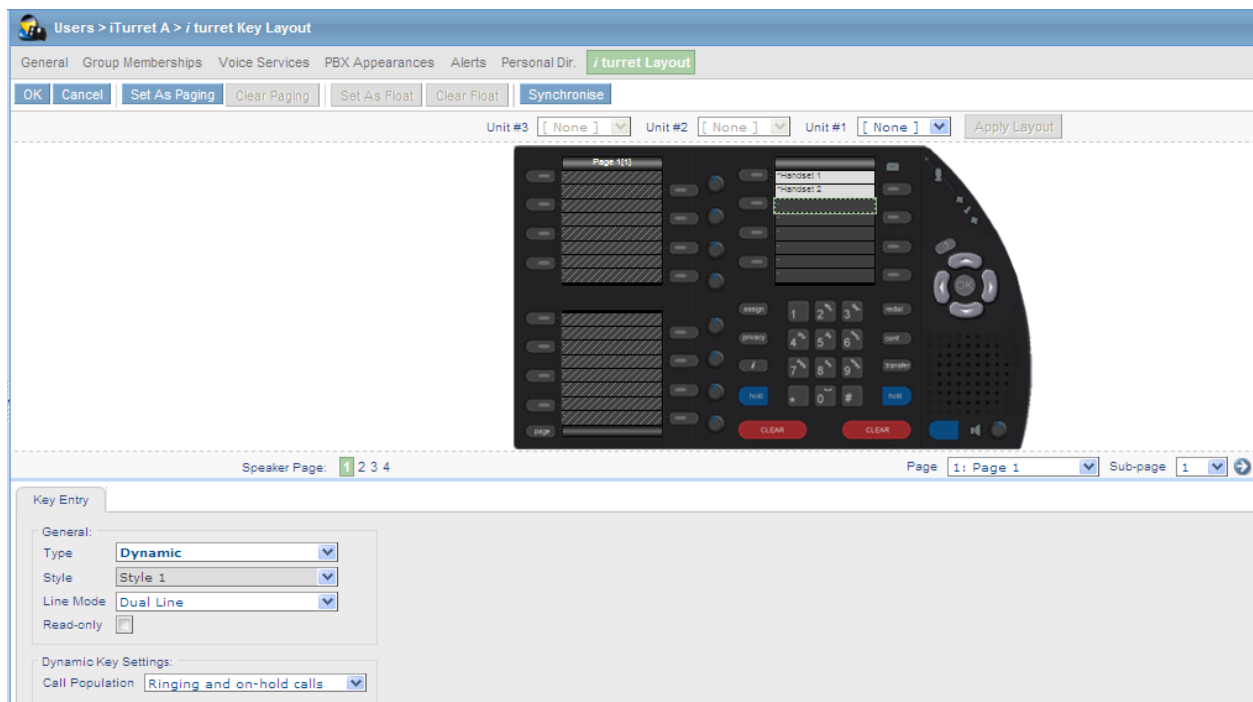 Users > iTurret A > i turret Key Layout
General Group Memberships Voice Services PBX Appearances Alerts Personal Dir. i turret Layout
OK Cancel Set As Paging Clear Paging Set As Float Clear Float Synchronise
Unit #3 [ None ] Unit #2 [ None ] Unit #1 [ None ] Apply Layout
Page 1[1]
*Handset 1
*Handset 2
assign 1 2 3 redial
privacy 4 5 6 conf
i 7 8 9 transfer
hold * 0 # hold
page CLEAR CLEAR
OK
Speaker Page: 1 2 3 4 Page 1: Page 1 Sub-page 1
Key Entry
General:
Type Dynamic
Style Style 1
Line Mode Dual Line
Read-only
Dynamic Key Settings:
Call Population Ringing and on-hold calls